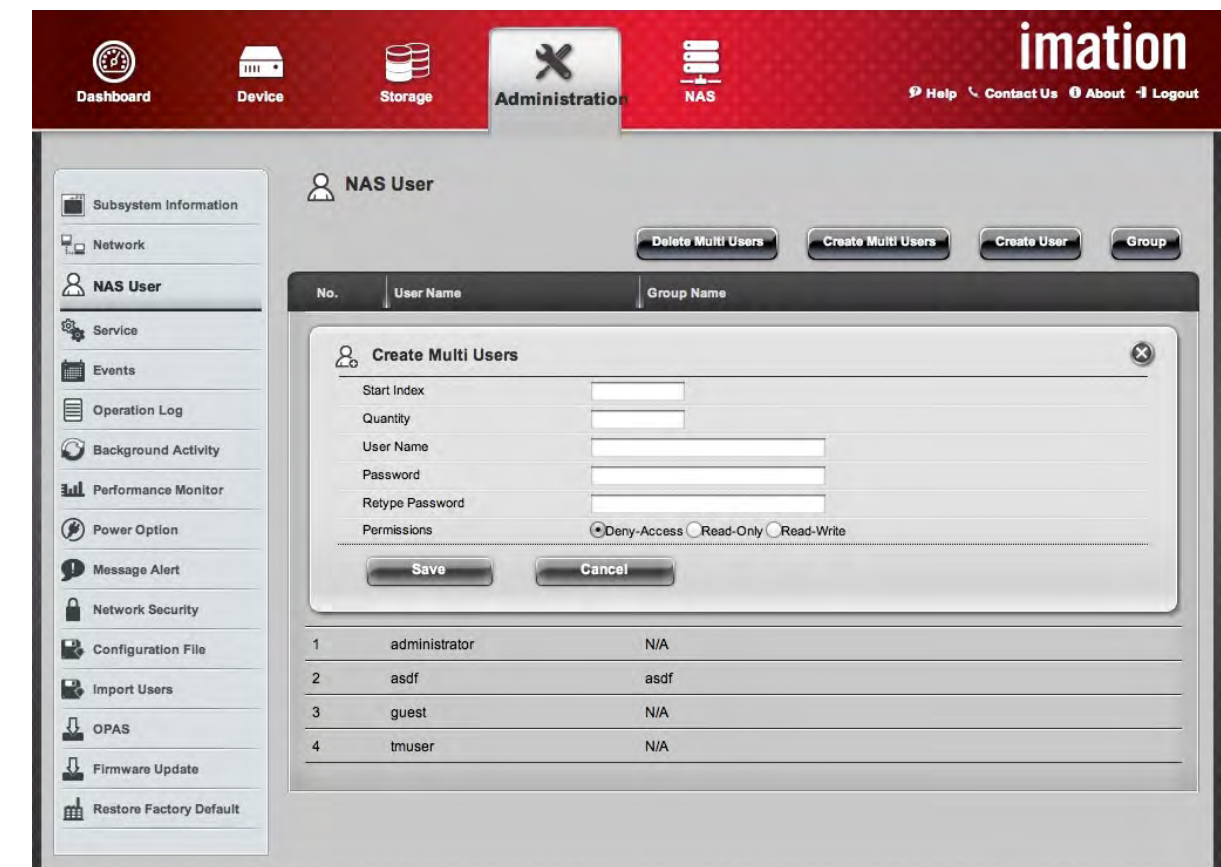 imation
Dashboard Device Storage Administration NAS
Help Contact Us About Logout
Subsystem Information
Network
NAS User
Service
Events
Operation Log
Background Activity
Performance Monitor
Power Option
Message Alert
Network Security
Configuration File
Import Users
OPAS
Firmware Update
Restore Factory Default
NAS User
Delete Multi Users Create Multi Users Create User Group
No. User Name Group Name
Create Multi Users
Start Index
Quantity
User Name
Password
Retype Password
Permissions Deny-Access Read-Only Read-Write
Save Cancel
1 administrator N/A
2 asdf asdf
3 guest N/A
4 tmuser N/A